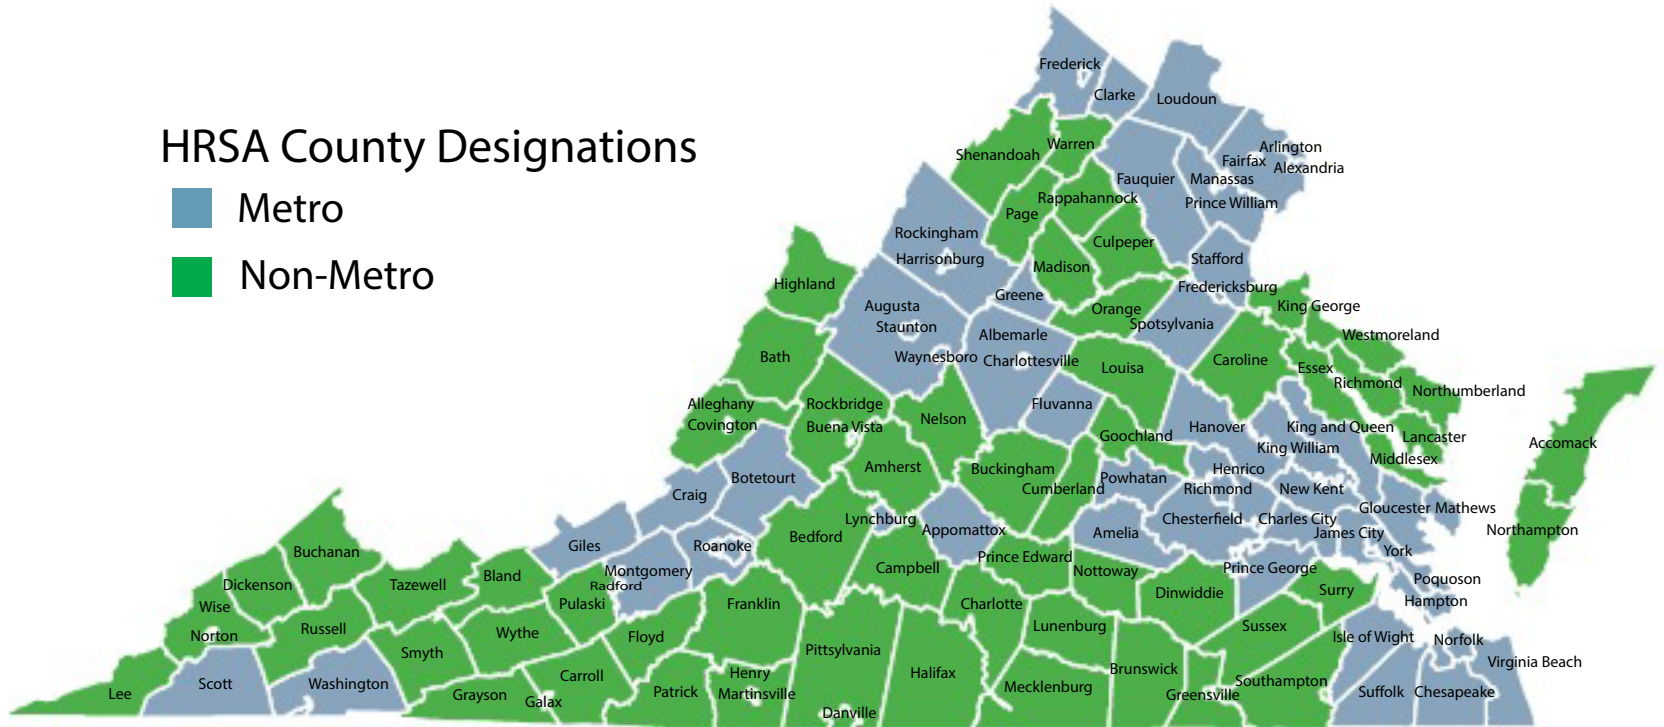 HRSA County Designations
Metro
Non-Metro
Frederick
Clarke
Loudoun
Shenandoah
Warren
Arlington
Fairfax
Alexandria
Fauquier
Manassas
Rappahannock
Prince William
Page
Rockingham
Culpeper
Harrisonburg
Madison
Stafford
Highland
Greene
Fredericksburg
Augusta
Orange
King George
Staunton
Albemarle
Spotsylvania
Westmoreland
Bath
Waynesboro
Charlottesville
Louisa
Caroline
Essex
Richmond
Northumberland
Alleghany
Rockbridge
Fluvanna
Covington
Buena Vista
Nelson
Goochland
Hanover
King and Queen
Lancaster
Accomack
King William
Middlesex
Amherst
Buckingham
Henrico
Botetourt
Powhatan
Cumberland
Richmond
New Kent
Craig
Gloucester
Mathews
Lynchburg
Appomattox
Amelia
Chesterfield
Charles City
James City
Northampton
Bedford
Giles
Roanoke
York
Buchanan
Prince Edward
Campbell
Nottoway
Prince George
Montgomery
Radford
Bland
Poquoson
Dickenson
Tazewell
Dinwiddie
Surry
Hampton
Wise
Pulaski
Franklin
Charlotte
Norton
Russell
Wythe
Floyd
Lunenburg
Sussex
Isle of Wight
Norfolk
Smyth
Pittsylvania
Virginia Beach
Scott
Washington
Carroll
Henry
Halifax
Brunswick
Lee
Grayson
Galax
Patrick
Martinsville
Mecklenburg
Greensville
Southampton
Suffolk
Chesapeake
Danville